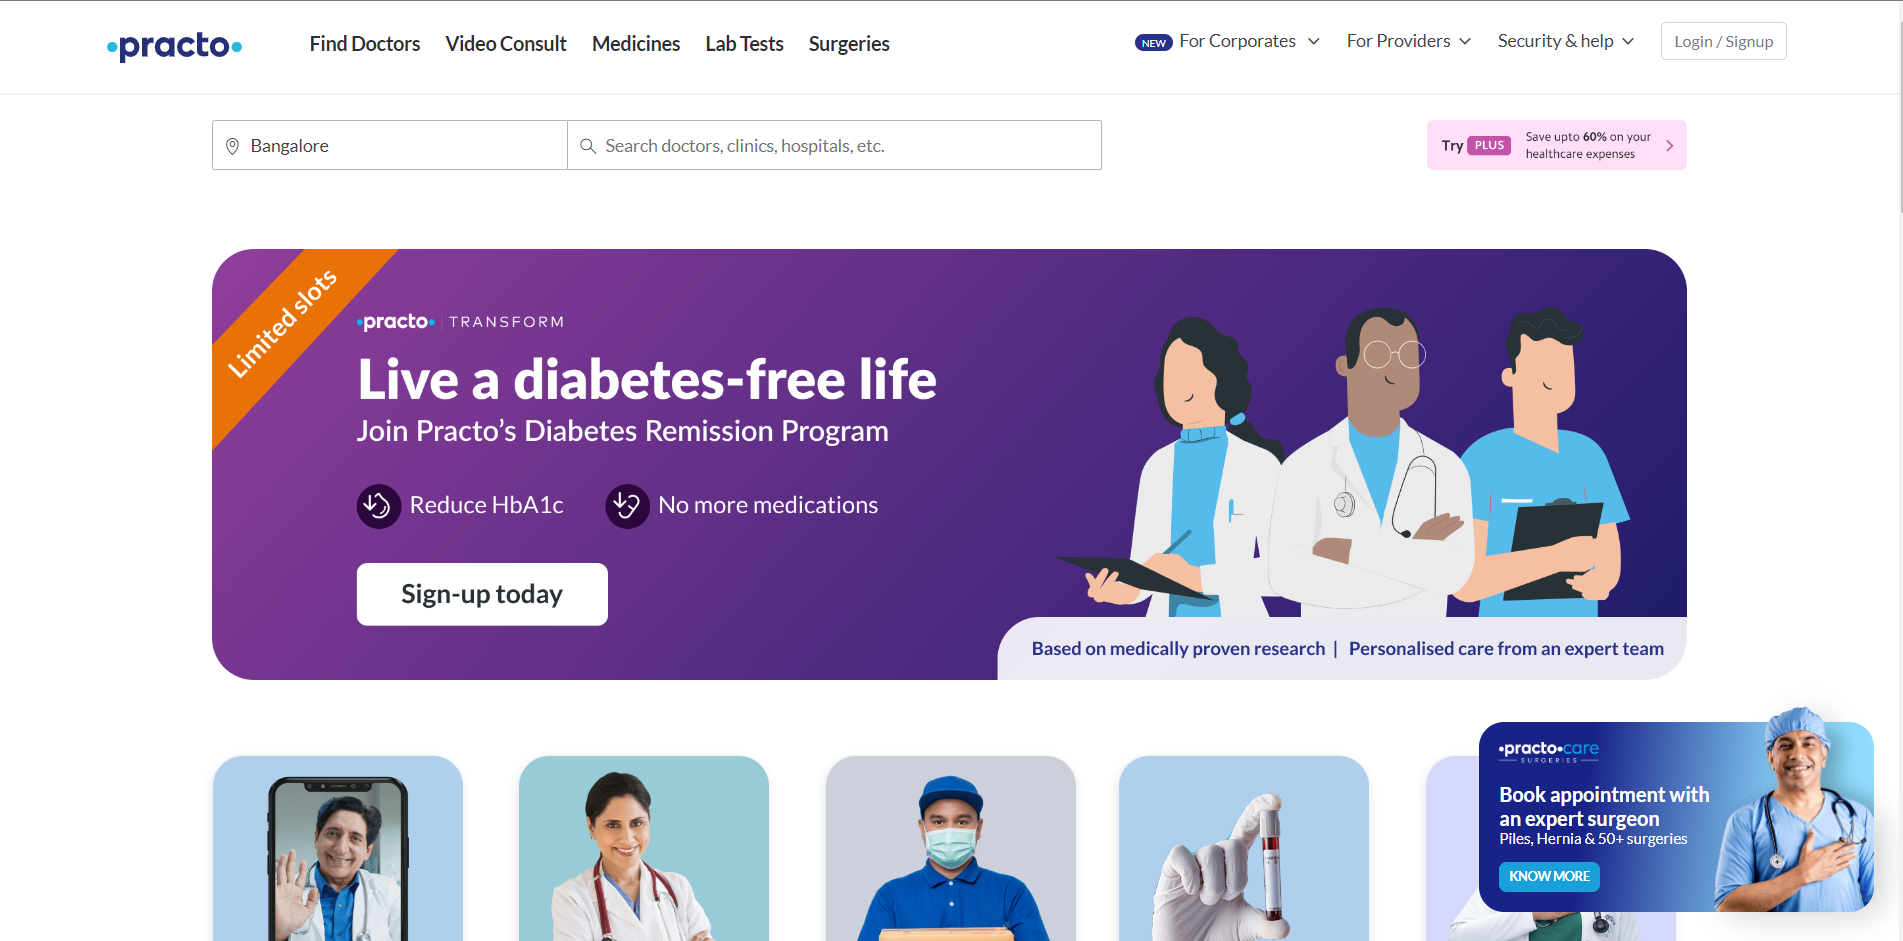 practo
Find Doctors
Video Consult
Medicines
Lab Tests
Surgeries
NEW For Corporates
For Providers
Security & help
Login / Signup
Bangalore
Search doctors, clinics, hospitals, etc.
Try PLUS
Save upto 60% on your
healthcare expenses
Limited slots
practo TRANSFORM
Live a diabetes-free life
Join Practo’s Diabetes Remission Program
Reduce HbA1c
No more medications
Sign-up today
Based on medically proven research | Personalised care from an expert team
practo care
SURGERIES
Book appointment with
an expert surgeon
Piles, Hernia & 50+ surgeries
KNOW MORE